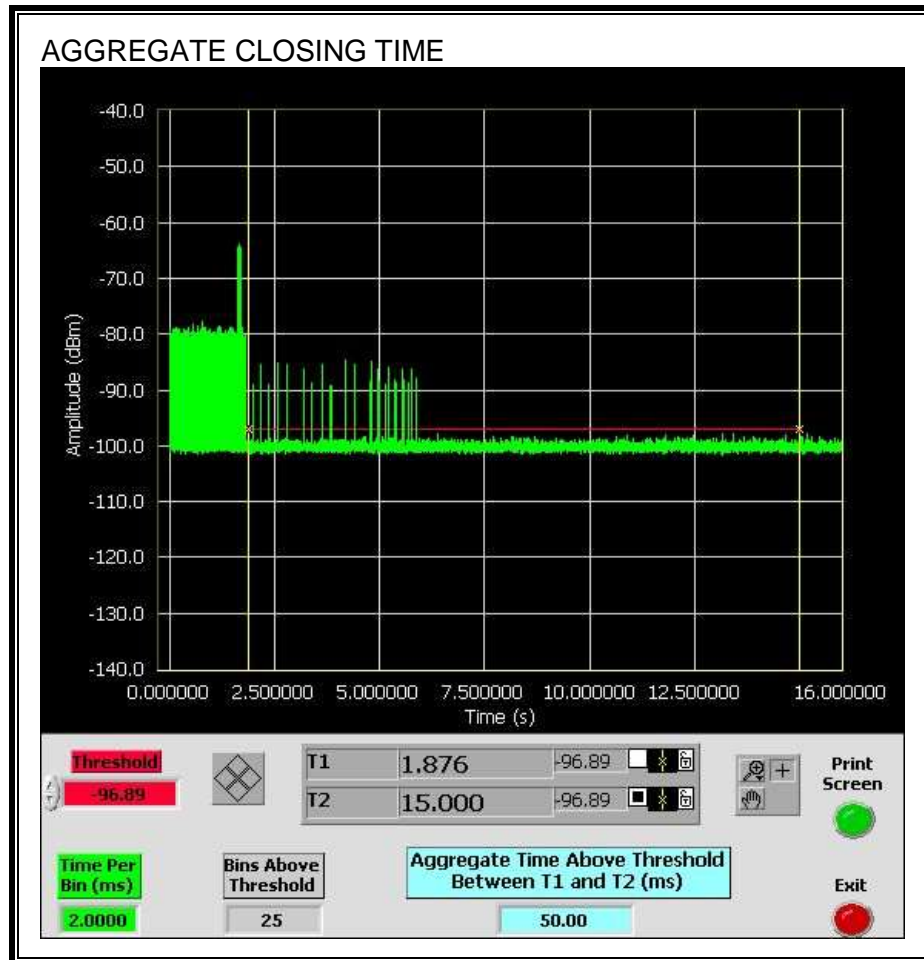 AGGREGATE CLOSING TIME
-40.0
-50.0
-60.0
-70.0
-80.0
-90.0
-100.0
-110.0
-120.0
-130.0
-140.0
Amplitude (dBm)
0.000000 2.500000 5.000000 7.500000 10.000000 12.500000 16.000000
Time (s)
Threshold
-96.89
T1 1.876 -96.89
T2 15.000 -96.89
Print
Screen
Time Per
Bin (ms)
2.0000
Bins Above
Threshold
25
Aggregate Time Above Threshold
Between T1 and T2 (ms)
50.00
Exit